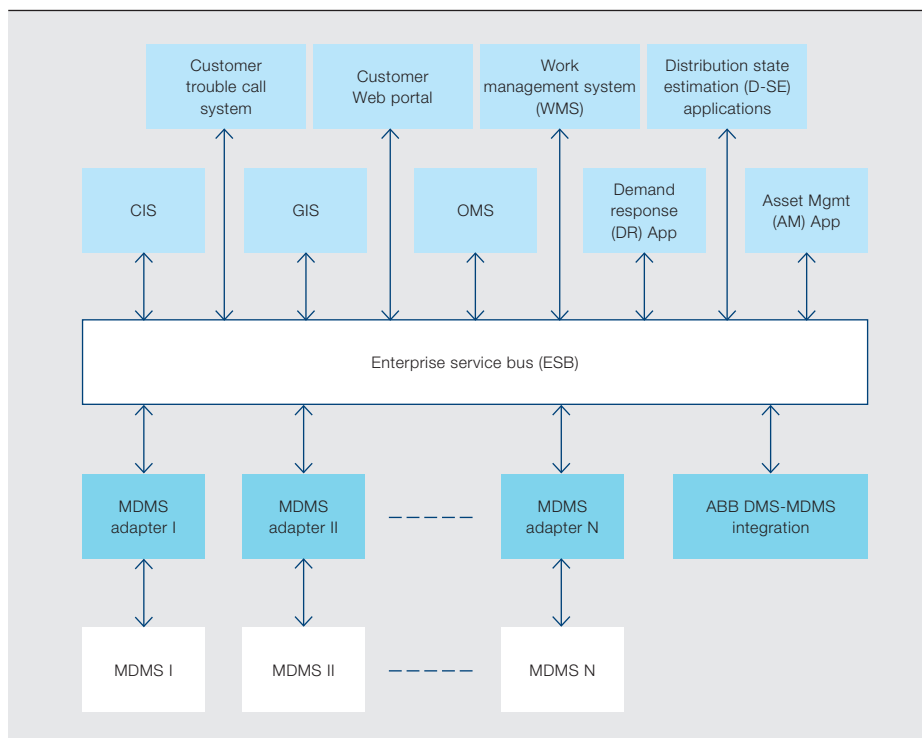 Customer
trouble call
system
Customer
Web portal
Work
management system
(WMS)
Distribution state
estimation (D-SE)
applications
CIS
GIS
OMS
Demand
response
(DR) App
Asset Mgmt
(AM) App
Enterprise service bus (ESB)
MDMS
adapter I
MDMS
adapter II
MDMS
adapter N
ABB DMS-MDMS
integration
MDMS I
MDMS II
MDMS N